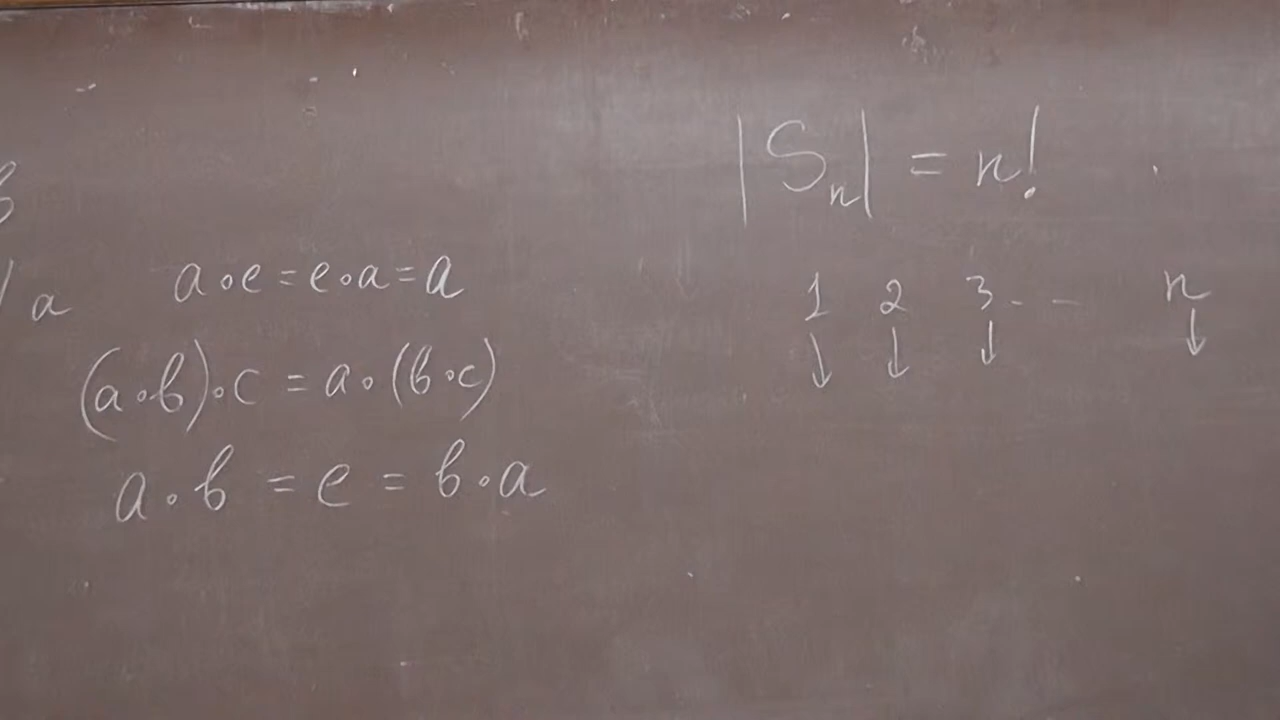 b
a a∘e=e∘a=a
(a∘b)∘c = a∘(b∘c)
a∘b = e = b∘a
|Sₙ| = n!
1 2 3 - - n
↓ ↓ ↓ ↓